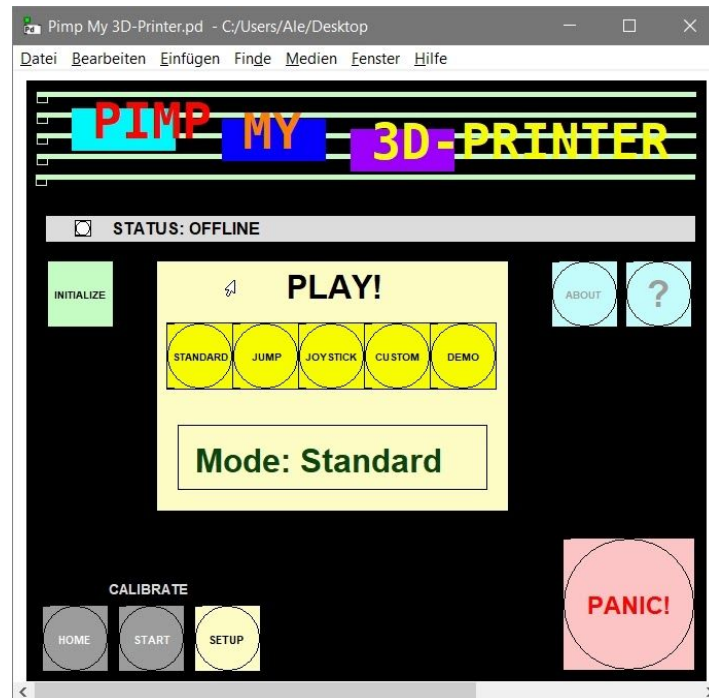 Pimp My 3D-Printer.pd - C:/Users/Ale/Desktop
Datei Bearbeiten Einfügen Finde Medien Fenster Hilfe
PIMP MY 3D-PRINTER
STATUS: OFFLINE
INITIALIZE
PLAY!
ABOUT ?
STANDARD JUMP JOYSTICK CUSTOM DEMO
Mode: Standard
CALIBRATE
HOME START SETUP
PANIC!